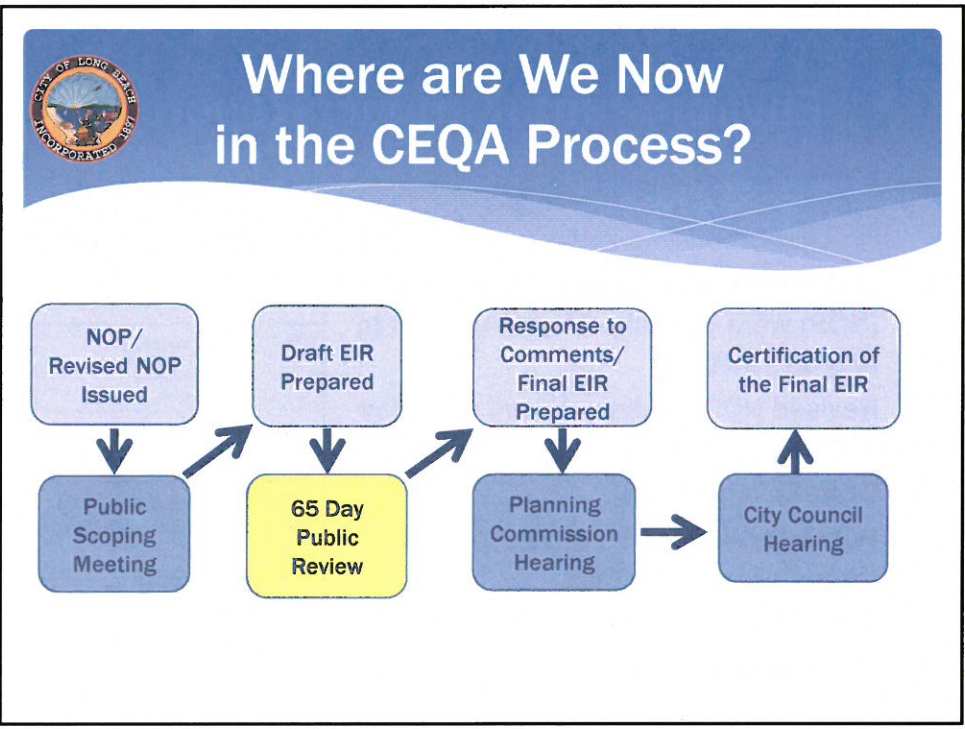 CITY OF LONG BEACH
INCORPORATED 1897
Where are We Now
in the CEQA Process?
NOP/
Revised NOP
Issued
Public
Scoping
Meeting
Draft EIR
Prepared
65 Day
Public
Review
Response to
Comments/
Final EIR
Prepared
Planning
Commission
Hearing
City Council
Hearing
Certification of
the Final EIR